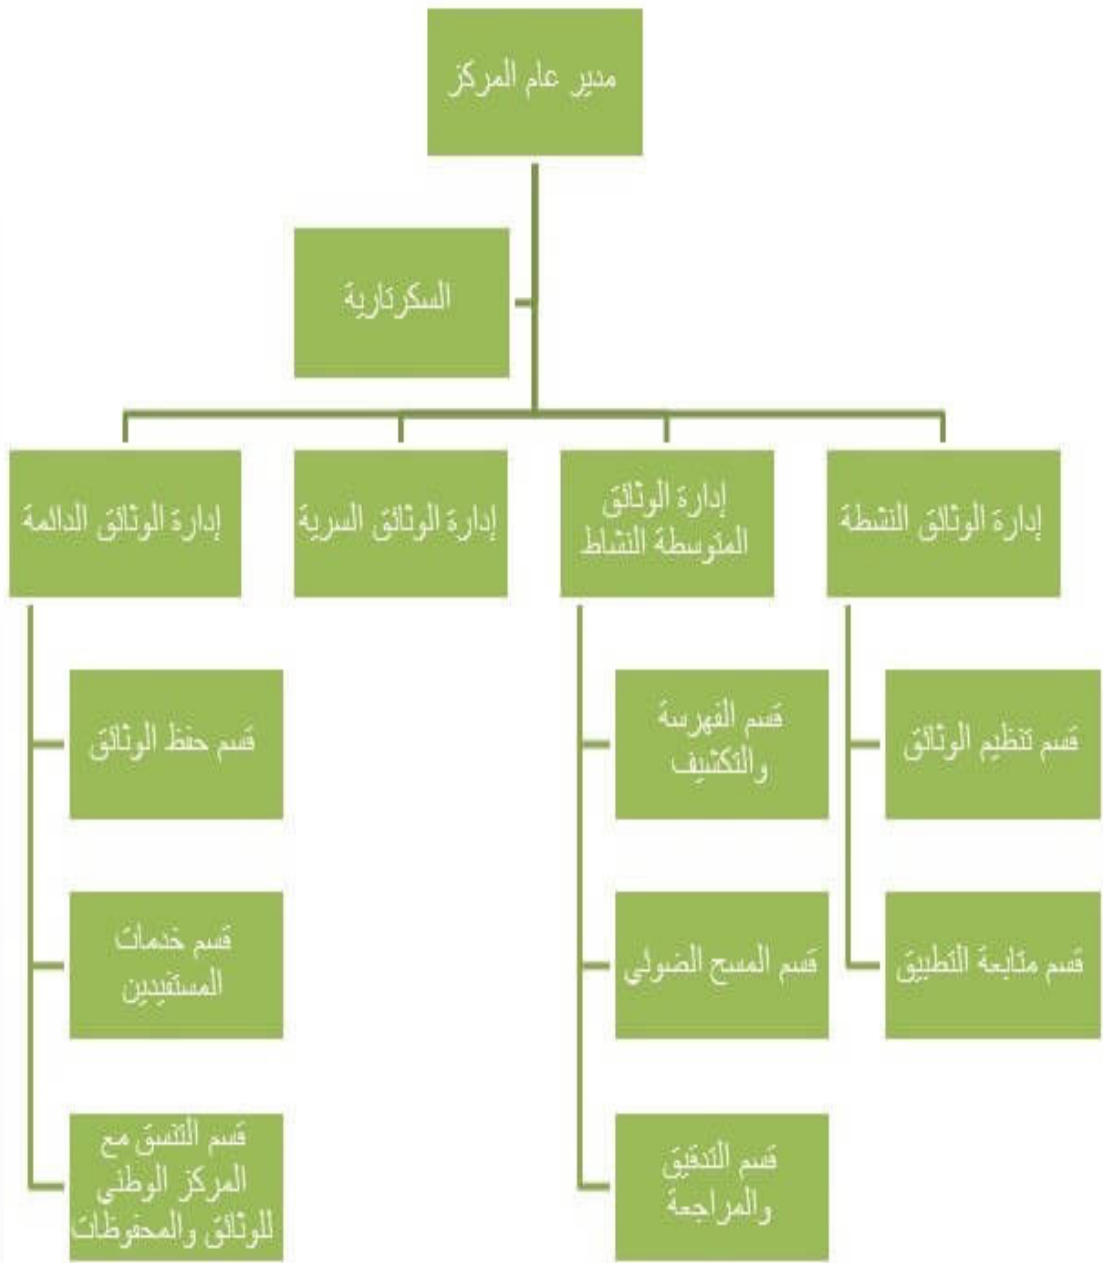 مدير عام المركز
السكرتارية
إدارة الوثائق النشطة
إدارة الوثائق
المتوسطة النشاط
إدارة الوثائق السرية
إدارة الوثائق الدائمة
قسم تنظيم الوثائق
قسم متابعة التطبيق
قسم الفهرسة
والتكشيف
قسم المسح الضوئي
قسم التدقيق
والمراجعة
قسم حفظ الوثائق
قسم خدمات
المستفيدين
قسم التنسق مع
المركز الوطني
للوثائق والمحفوظات